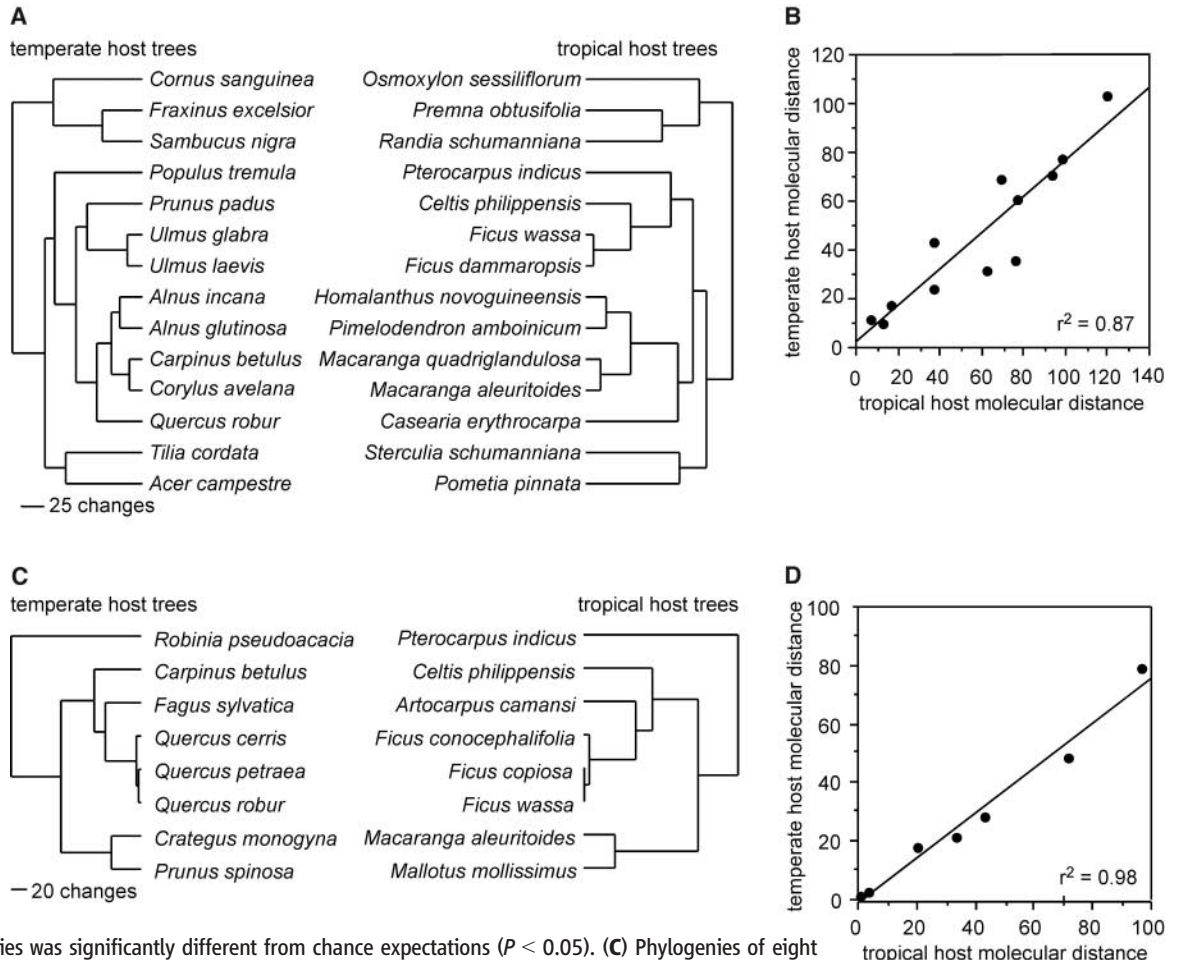 A
temperate host trees
tropical host trees
Cornus sanguinea
Fraxinus excelsior
Sambucus nigra
Populus tremula
Prunus padus
Ulmus glabra
Ulmus laevis
Alnus incana
Alnus glutinosa
Carpinus betulus
Corylus avelana
Quercus robur
Tilia cordata
Acer campestre
25 changes
Osmoxylon sessiliflorum
Premna obtusifolia
Randia schumanniana
Pterocarpus indicus
Celtis philippensis
Ficus wassa
Ficus dammaropsis
Homalanthus novoguineensis
Pimelodendron amboinicum
Macaranga quadriglandulosa
Macaranga aleuritoides
Casearia erythrocarpa
Sterculia schumanniana
Pometia pinnata
B
temperate host molecular distance
120
100
80
60
40
20
0
r² = 0.87
0 20 40 60 80 100 120 140
tropical host molecular distance
C
temperate host trees
tropical host trees
Robinia pseudoacacia
Carpinus betulus
Fagus sylvatica
Quercus cerris
Quercus petraea
Quercus robur
Crategus monogyna
Prunus spinosa
20 changes
Pterocarpus indicus
Celtis philippensis
Artocarpus camansi
Ficus conocephalifolia
Ficus copiosa
Ficus wassa
Macaranga aleuritoides
Mallotus mollissimus
D
temperate host molecular distance
100
80
60
40
20
0
r² = 0.98
0 20 40 60 80 100
tropical host molecular distance
ies was significantly different from chance expectations (P < 0.05). (C) Phylogenies of eight